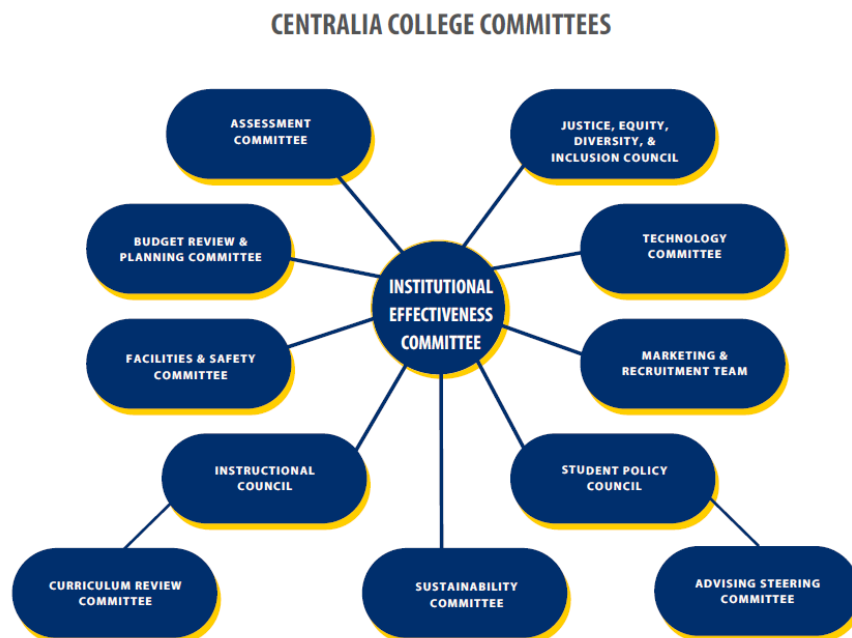 CENTRALIA COLLEGE COMMITTEES
ASSESSMENT
COMMITTEE
JUSTICE, EQUITY,
DIVERSITY, &
INCLUSION COUNCIL
BUDGET REVIEW &
PLANNING COMMITTEE
TECHNOLOGY
COMMITTEE
INSTITUTIONAL
EFFECTIVENESS
COMMITTEE
FACILITIES & SAFETY
COMMITTEE
MARKETING &
RECRUITMENT TEAM
INSTRUCTIONAL
COUNCIL
STUDENT POLICY
COUNCIL
CURRICULUM REVIEW
COMMITTEE
SUSTAINABILITY
COMMITTEE
ADVISING STEERING
COMMITTEE